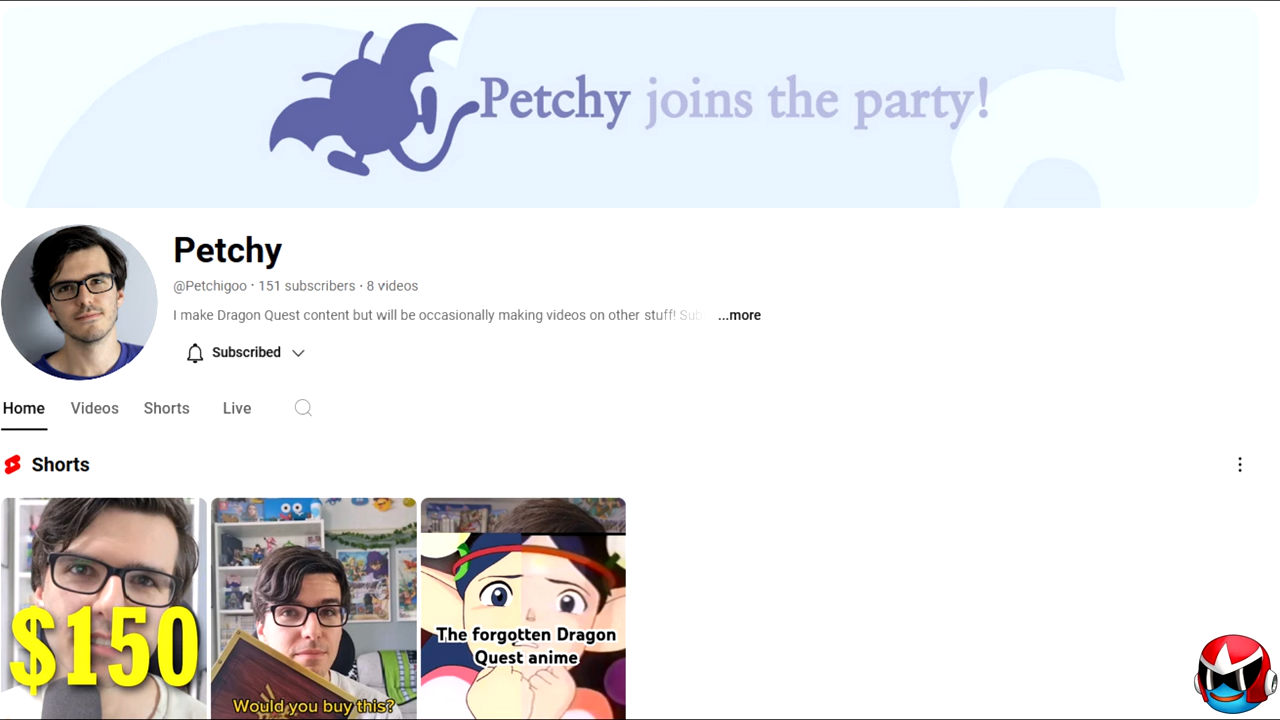 Petchy joins the party!
Petchy
@Petchigoo · 151 subscribers · 8 videos
I make Dragon Quest content but will be occasionally making videos on other stuff! Sub ...more
Subscribed
Home Videos Shorts Live
Shorts
$150
Would you buy this?
The forgotten Dragon
Quest anime